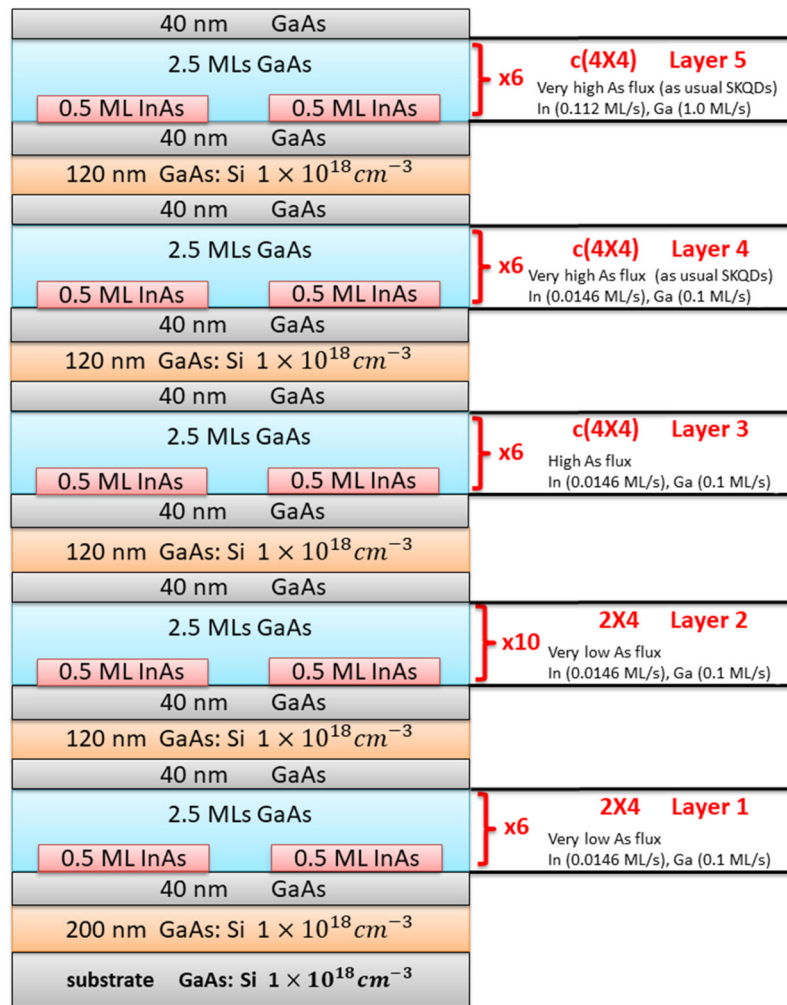 40 nm GaAs
2.5 MLs GaAs
0.5 ML InAs 0.5 ML InAs
x6
c(4X4) Layer 5
Very high As flux (as usual SKQDs)
In (0.112 ML/s), Ga (1.0 ML/s)
40 nm GaAs
120 nm GaAs: Si 1 × 10^18 cm^−3
40 nm GaAs
2.5 MLs GaAs
0.5 ML InAs 0.5 ML InAs
x6
c(4X4) Layer 4
Very high As flux (as usual SKQDs)
In (0.0146 ML/s), Ga (0.1 ML/s)
40 nm GaAs
120 nm GaAs: Si 1 × 10^18 cm^−3
40 nm GaAs
2.5 MLs GaAs
0.5 ML InAs 0.5 ML InAs
x6
c(4X4) Layer 3
High As flux
In (0.0146 ML/s), Ga (0.1 ML/s)
40 nm GaAs
120 nm GaAs: Si 1 × 10^18 cm^−3
40 nm GaAs
2.5 MLs GaAs
0.5 ML InAs 0.5 ML InAs
x10
2X4 Layer 2
Very low As flux
In (0.0146 ML/s), Ga (0.1 ML/s)
40 nm GaAs
120 nm GaAs: Si 1 × 10^18 cm^−3
40 nm GaAs
2.5 MLs GaAs
0.5 ML InAs 0.5 ML InAs
x6
2X4 Layer 1
Very low As flux
In (0.0146 ML/s), Ga (0.1 ML/s)
40 nm GaAs
200 nm GaAs: Si 1 × 10^18 cm^−3
substrate GaAs: Si 1 × 10^18 cm^−3